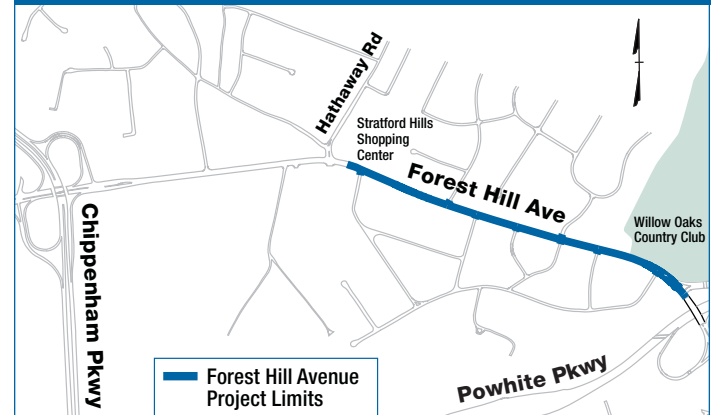 Hathaway Rd
Stratford Hills
Shopping
Center
Forest Hill Ave
Willow Oaks
Country Club
Chippenham Pkwy
Powhite Pkwy
Forest Hill Avenue
Project Limits